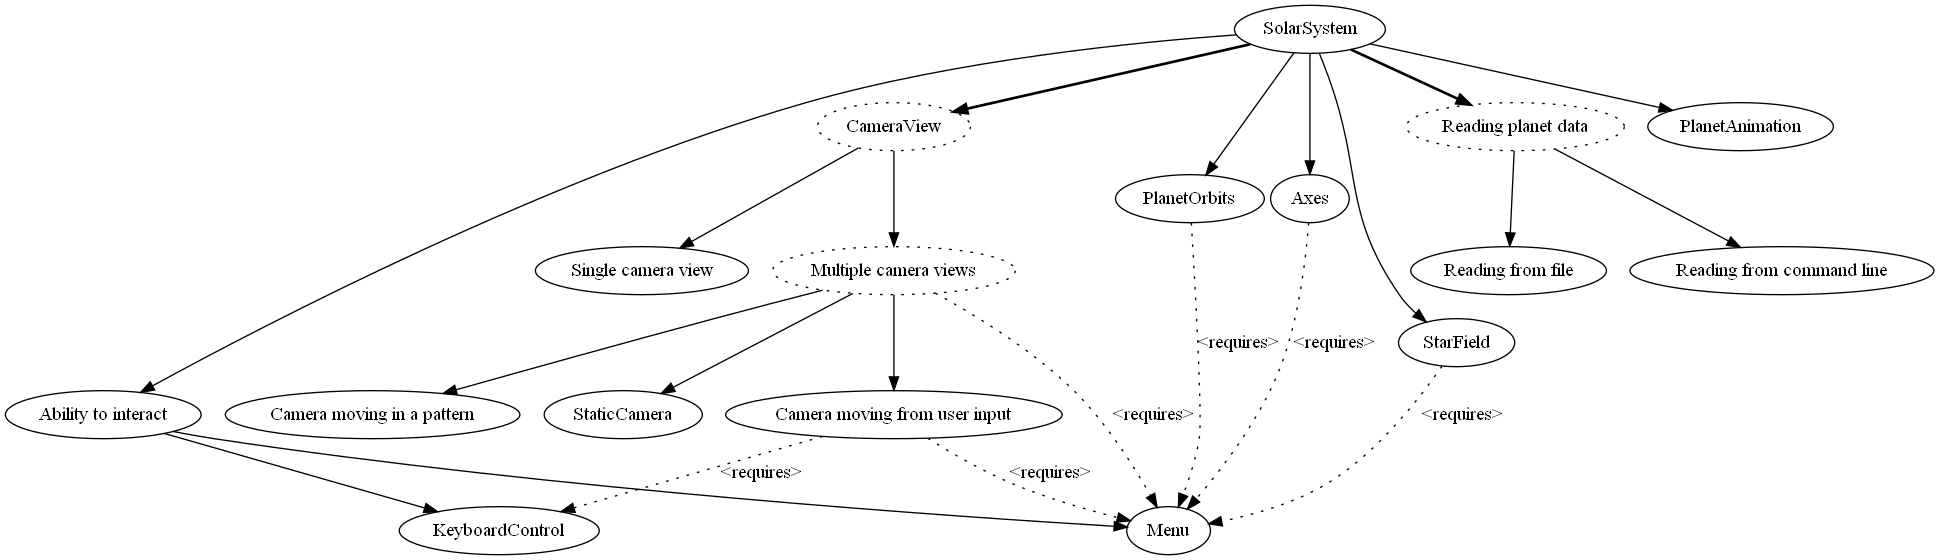 SolarSystem
CameraView
Reading planet data
PlanetAnimation
PlanetOrbits
Axes
Single camera view
Multiple camera views
Reading from file
Reading from command line
<requires>
<requires>
StarField
Ability to interact
Camera moving in a pattern
StaticCamera
Camera moving from user input
<requires>
<requires>
<requires>
<requires>
KeyboardControl
Menu